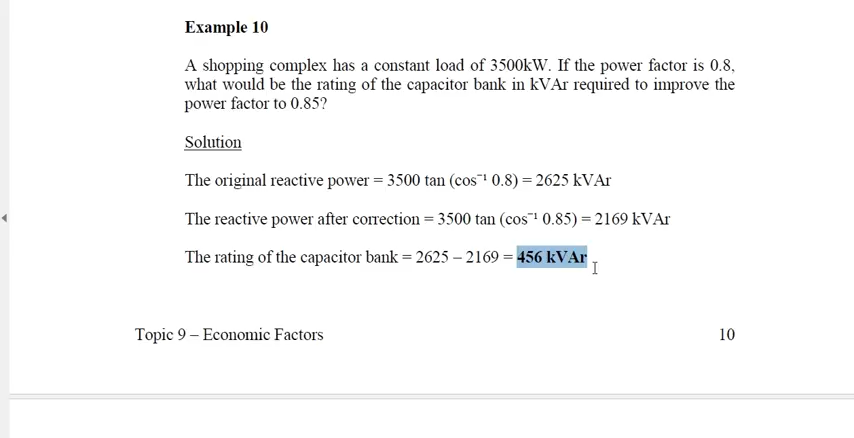 Example 10
A shopping complex has a constant load of 3500kW. If the power factor is 0.8,
what would be the rating of the capacitor bank in kVAr required to improve the
power factor to 0.85?
Solution
The original reactive power = 3500 tan (cos⁻¹ 0.8) = 2625 kVAr
The reactive power after correction = 3500 tan (cos⁻¹ 0.85) = 2169 kVAr
The rating of the capacitor bank = 2625 – 2169 = 456 kVAr
Topic 9 – Economic Factors 10